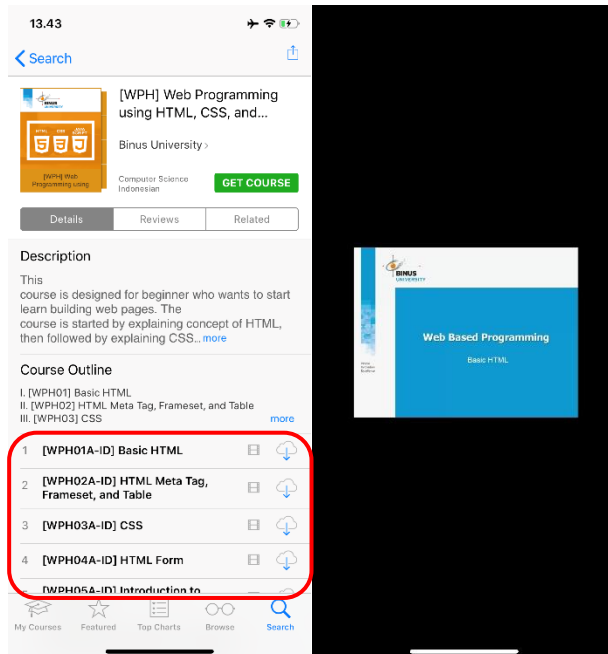 13.43
Search
[WPH] Web Programming
using HTML, CSS, and...
Binus University
Computer Science
Indonesian
GET COURSE
BINUS
UNIVERSITY
HTML CSS JAVA
SCRIPT
[WPH] Web
Programming using
Details Reviews Related
Description
This
course is designed for beginner who wants to start
learn building web pages. The
course is started by explaining concept of HTML,
then followed by explaining CSS... more
Course Outline
I. [WPH01] Basic HTML
II. [WPH02] HTML Meta Tag, Frameset, and Table
III. [WPH03] CSS
more
1 [WPH01A-ID] Basic HTML
2 [WPH02A-ID] HTML Meta Tag,
Frameset, and Table
3 [WPH03A-ID] CSS
4 [WPH04A-ID] HTML Form
[WPH05A-ID] Introduction to
My Courses Featured Top Charts Browse Search
BINUS
UNIVERSITY
Web Based Programming
Basic HTML